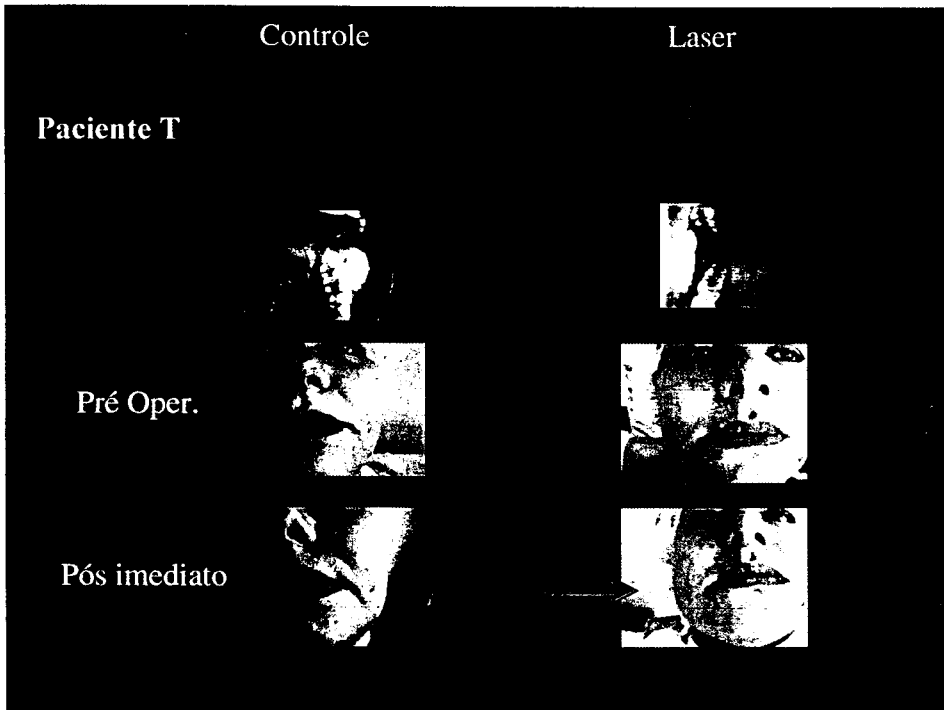 Controle
Laser
Paciente T
Pré Oper.
Pós imediato